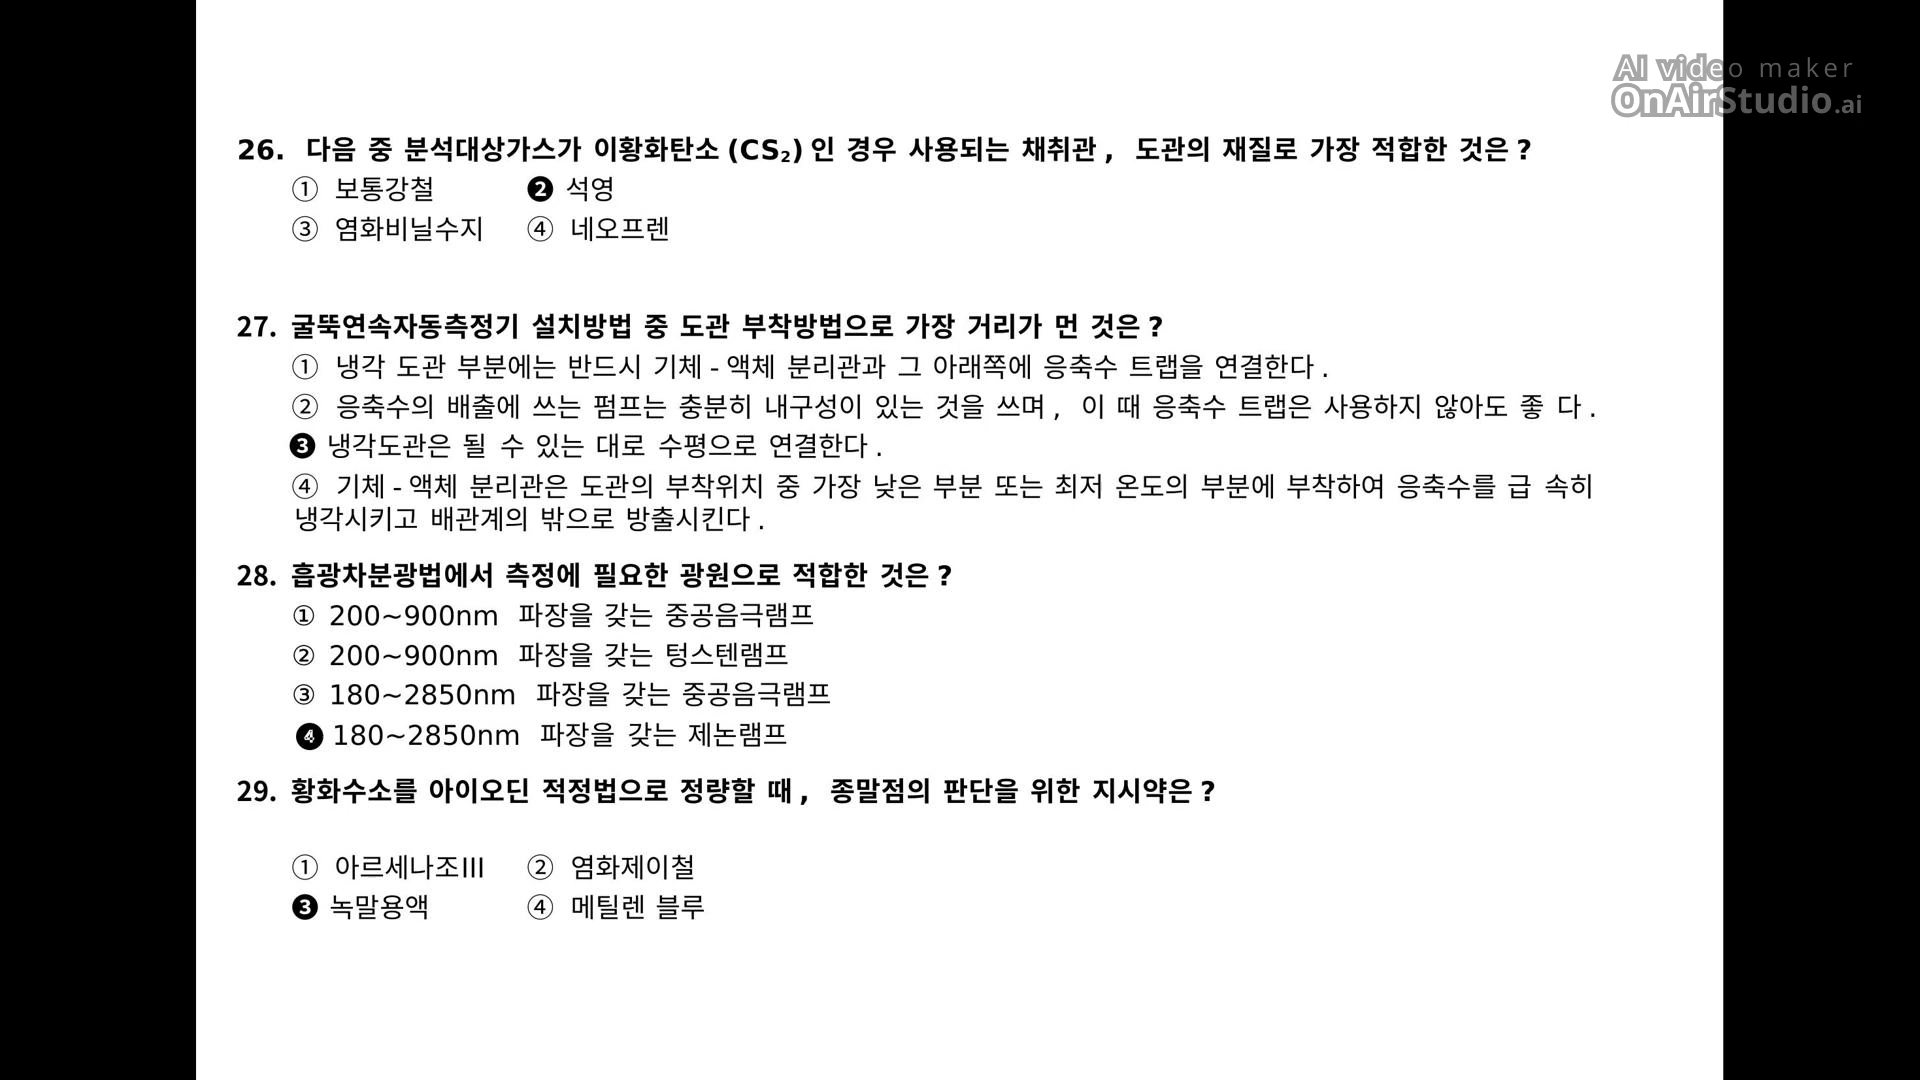 AI video maker
OnAirStudio.ai
26. 다음 중 분석대상가스가 이황화탄소(CS₂)인 경우 사용되는 채취관, 도관의 재질로 가장 적합한 것은?
① 보통강철 ❷ 석영
③ 염화비닐수지 ④ 네오프렌
27. 굴뚝연속자동측정기 설치방법 중 도관 부착방법으로 가장 거리가 먼 것은?
① 냉각 도관 부분에는 반드시 기체-액체 분리관과 그 아래쪽에 응축수 트랩을 연결한다.
② 응축수의 배출에 쓰는 펌프는 충분히 내구성이 있는 것을 쓰며, 이 때 응축수 트랩은 사용하지 않아도 좋 다.
❸ 냉각도관은 될 수 있는 대로 수평으로 연결한다.
④ 기체-액체 분리관은 도관의 부착위치 중 가장 낮은 부분 또는 최저 온도의 부분에 부착하여 응축수를 급 속히
냉각시키고 배관계의 밖으로 방출시킨다.
28. 흡광차분광법에서 측정에 필요한 광원으로 적합한 것은?
① 200~900nm 파장을 갖는 중공음극램프
② 200~900nm 파장을 갖는 텅스텐램프
③ 180~2850nm 파장을 갖는 중공음극램프
❹ 180~2850nm 파장을 갖는 제논램프
29. 황화수소를 아이오딘 적정법으로 정량할 때, 종말점의 판단을 위한 지시약은?
① 아르세나조III ② 염화제이철
❸ 녹말용액 ④ 메틸렌 블루